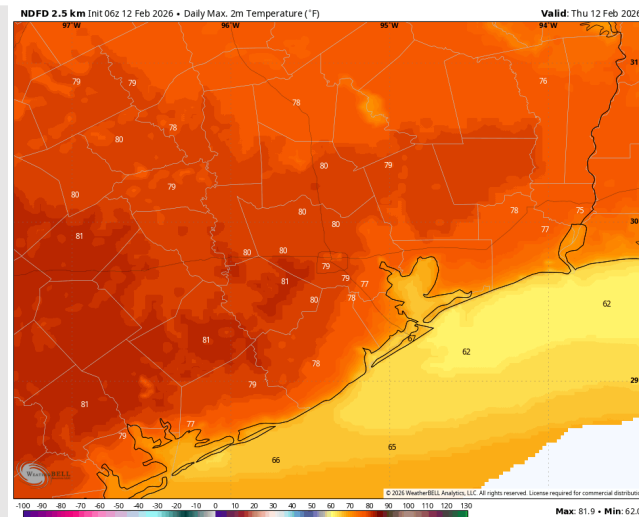 NDFD 2.5 km Init 06z 12 Feb 2026 • Daily Max, 2m Temperature (°F)
Valid: Thu 12 Feb 2026
97°W 96°W 95°W 94°W
31
79 79 76
78
78
80
80 79
79
80
80 78 75
80 77
30
81
80 80
79
81 79 77
80 78
62
81 67
62
78
29
79
81
77
79
65
66
WeatherBELL
© 2026 WeatherBELL Analytics, LLC. All rights reserved. License required for commercial distribut
-100 -90 -80 -70 -60 -50 -40 -30 -20 -10 0 10 20 30 40 50 60 70 80 90 100 110 120 130
Max: 81.9 • Min: 62.